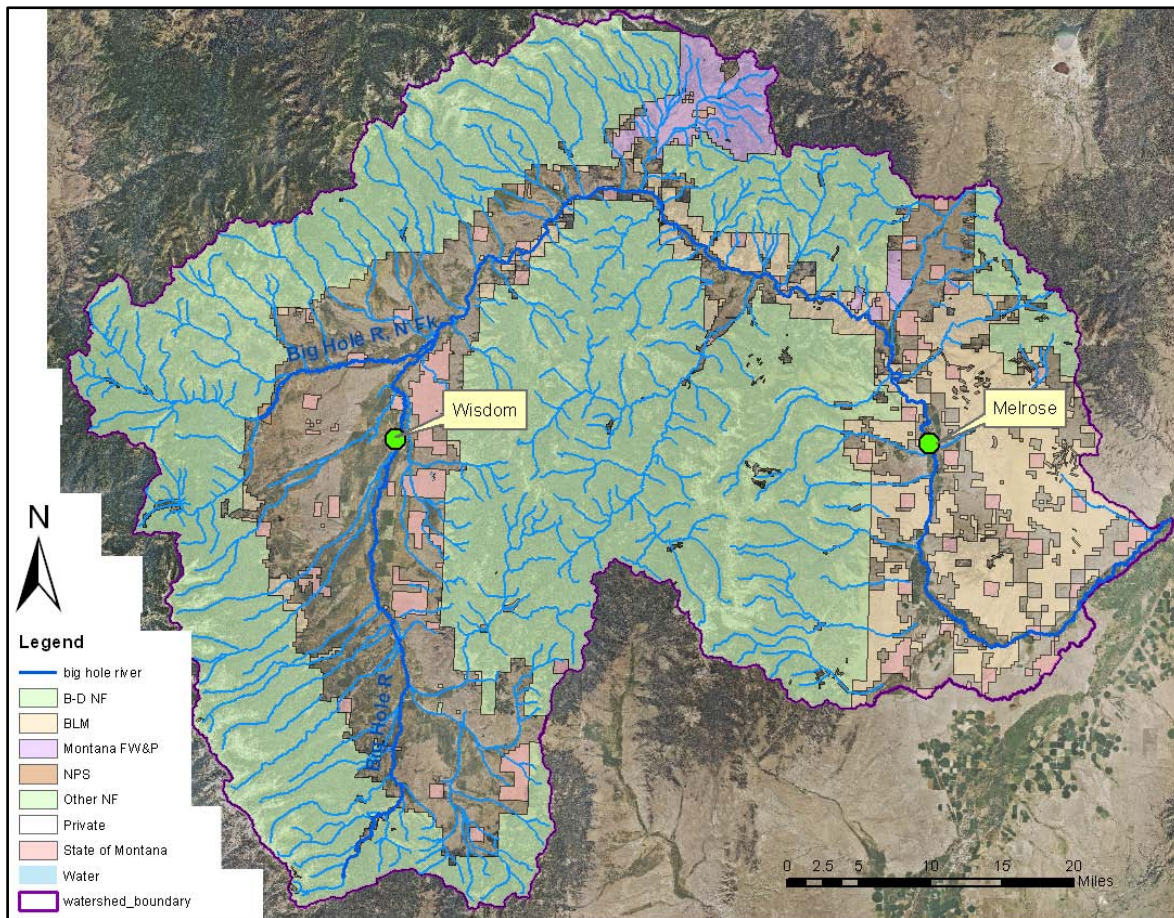 Big Hole R, N Fk
Wisdom
Melrose
Big Hole R
N
Legend
big hole river
B-D NF
BLM
Montana FW&P
NPS
Other NF
Private
State of Montana
Water
watershed_boundary
0 2.5 5 10 15 20
Miles